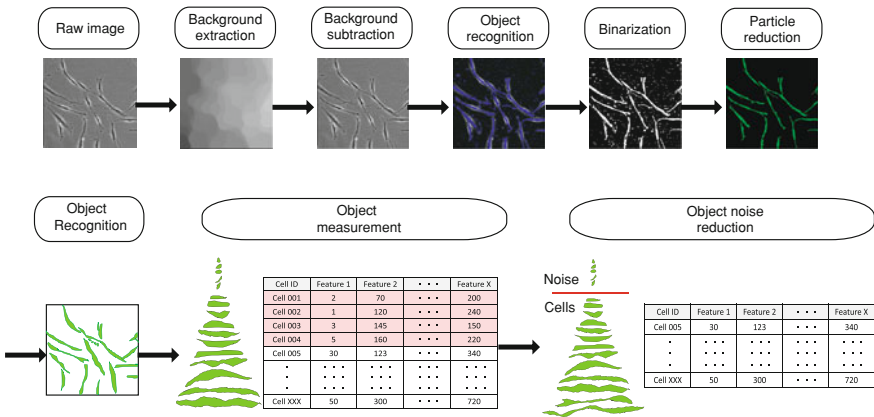 Raw image
Background
extraction
Background
subtraction
Object
recognition
Binarization
Particle
reduction
Object
Recognition
Object
measurement
Object noise
reduction
Cell ID Feature 1 Feature 2 · · · Feature X
Cell 001 2 70 · · · 200
Cell 002 1 120 · · · 240
Cell 003 3 145 · · · 150
Cell 004 5 160 · · · 220
Cell 005 30 123 · · · 340
· · · · · · · · · · · · ·
· · · · · · · · · · · · ·
· · · · · · · · · · · · ·
Cell XXX 50 300 · · · 720
Noise
Cells
Cell ID Feature 1 Feature 2 · · · Feature X
Cell 005 30 123 · · · 340
· · · · · · · · · · · · ·
· · · · · · · · · · · · ·
· · · · · · · · · · · · ·
Cell XXX 50 300 · · · 720